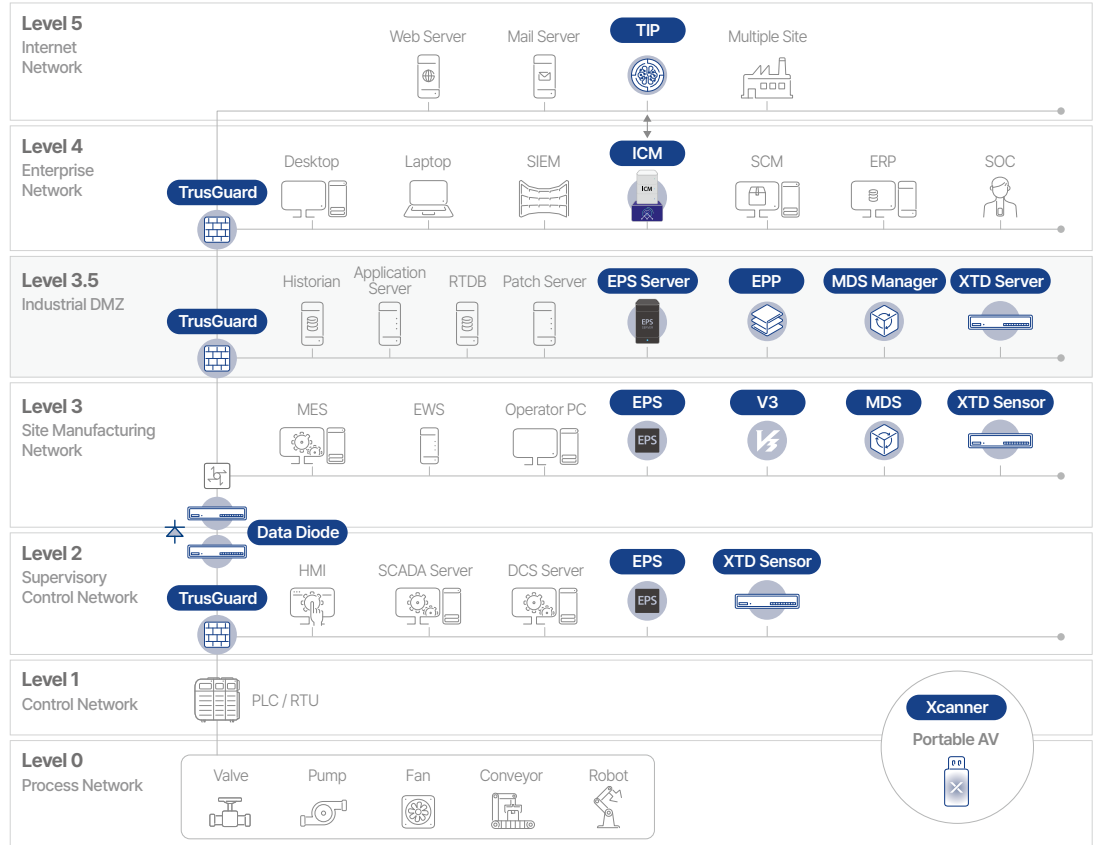 Level 5
Internet
Network
Web Server
Mail Server
TIP
Multiple Site
Level 4
Enterprise
Network
TrusGuard
Desktop
Laptop
SIEM
ICM
ICM
SCM
ERP
SOC
Level 3.5
Industrial DMZ
TrusGuard
Historian
Application
Server
RTDB
Patch Server
EPS Server
EPS
SERVER
EPP
MDS Manager
XTD Server
Level 3
Site Manufacturing
Network
MES
EWS
Operator PC
EPS
EPS
V3
V3
MDS
XTD Sensor
Data Diode
Level 2
Supervisory
Control Network
TrusGuard
HMI
SCADA Server
DCS Server
EPS
EPS
XTD Sensor
Level 1
Control Network
PLC / RTU
Xcanner
Portable AV
Level 0
Process Network
Valve
Pump
Fan
Conveyor
Robot